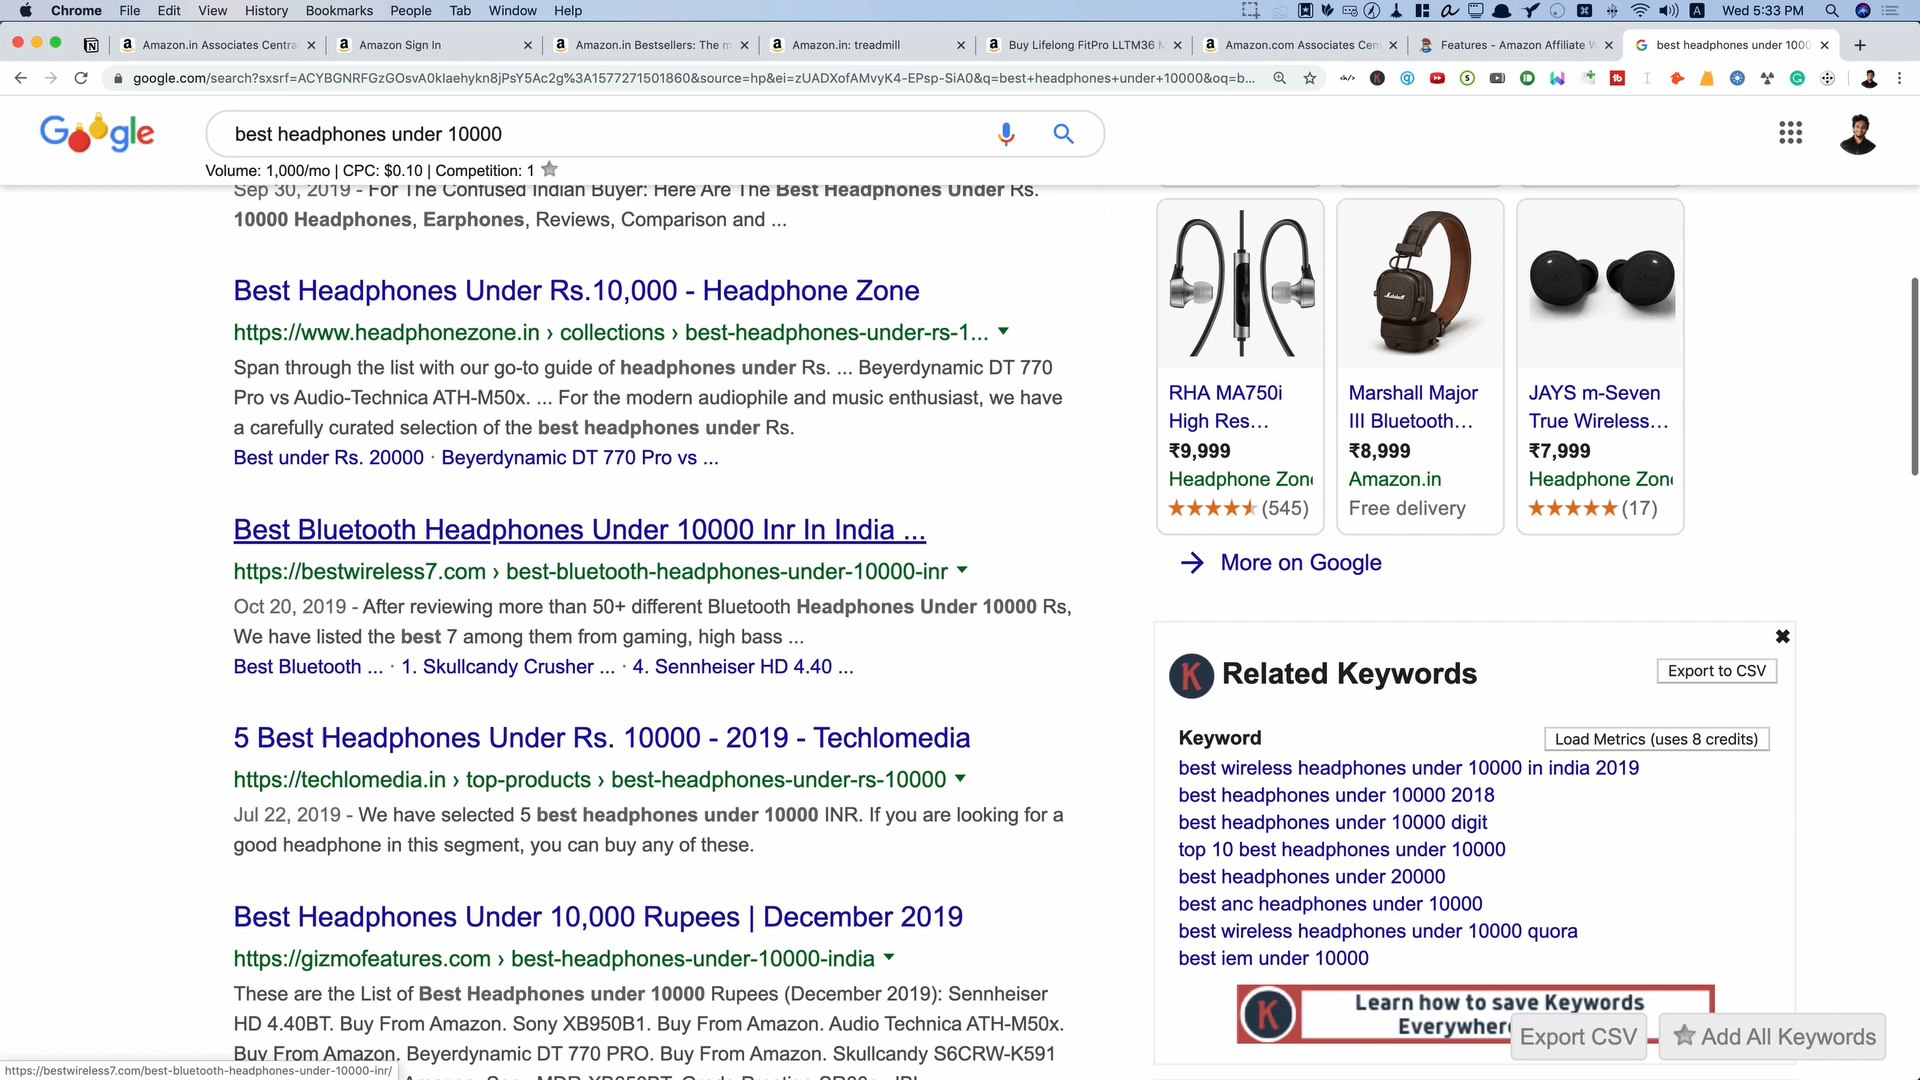 Chrome File Edit View History Bookmarks People Tab Window Help
Wed 5:33 PM
Amazon.in Associates Central
Amazon Sign In
Amazon.in Bestsellers: The m
Amazon.in: treadmill
Buy Lifelong FitPro LLTM36 M
Amazon.com Associates Cen
Features - Amazon Affiliate W
best headphones under 1000
google.com/search?sxsrf=ACYBGNRFGzGOsvA0kIaehykn8jPsY5Ac2g%3A1577271501860&source=hp&ei=zUADXofAMvyK4-EPsp-SiA0&q=best+headphones+under+10000&oq=b...
Google
best headphones under 10000
Volume: 1,000/mo | CPC: $0.10 | Competition: 1
Sep 30, 2019 - For The Confused Indian Buyer: Here Are The Best Headphones Under Rs.
10000 Headphones, Earphones, Reviews, Comparison and ...
Best Headphones Under Rs.10,000 - Headphone Zone
https://www.headphonezone.in › collections › best-headphones-under-rs-1...
Span through the list with our go-to guide of headphones under Rs. ... Beyerdynamic DT 770
Pro vs Audio-Technica ATH-M50x. ... For the modern audiophile and music enthusiast, we have
a carefully curated selection of the best headphones under Rs.
Best under Rs. 20000 · Beyerdynamic DT 770 Pro vs ...
Best Bluetooth Headphones Under 10000 Inr In India ...
https://bestwireless7.com › best-bluetooth-headphones-under-10000-inr
Oct 20, 2019 - After reviewing more than 50+ different Bluetooth Headphones Under 10000 Rs,
We have listed the best 7 among them from gaming, high bass ...
Best Bluetooth ... · 1. Skullcandy Crusher ... · 4. Sennheiser HD 4.40 ...
5 Best Headphones Under Rs. 10000 - 2019 - Techlomedia
https://techlomedia.in › top-products › best-headphones-under-rs-10000
Jul 22, 2019 - We have selected 5 best headphones under 10000 INR. If you are looking for a
good headphone in this segment, you can buy any of these.
Best Headphones Under 10,000 Rupees | December 2019
https://gizmofeatures.com › best-headphones-under-10000-india
These are the List of Best Headphones under 10000 Rupees (December 2019): Sennheiser
HD 4.40BT. Buy From Amazon. Sony XB950B1. Buy From Amazon. Audio Technica ATH-M50x.
Buy From Amazon. Beyerdynamic DT 770 PRO. Buy From Amazon. Skullcandy S6CRW-K591
https://bestwireless7.com/best-bluetooth-headphones-under-10000-inr/
RHA MA750i
High Res...
₹9,999
Headphone Zone
(545)
Marshall
Marshall Major
III Bluetooth...
₹8,999
Amazon.in
Free delivery
JAYS
JAYS
JAYS m-Seven
True Wireless...
₹7,999
Headphone Zone
(17)
More on Google
K Related Keywords
Export to CSV
Keyword
Load Metrics (uses 8 credits)
best wireless headphones under 10000 in india 2019
best headphones under 10000 2018
best headphones under 10000 digit
top 10 best headphones under 10000
best headphones under 20000
best anc headphones under 10000
best wireless headphones under 10000 quora
best iem under 10000
K Learn how to save Keywords
Everywhere
Export CSV
Add All Keywords